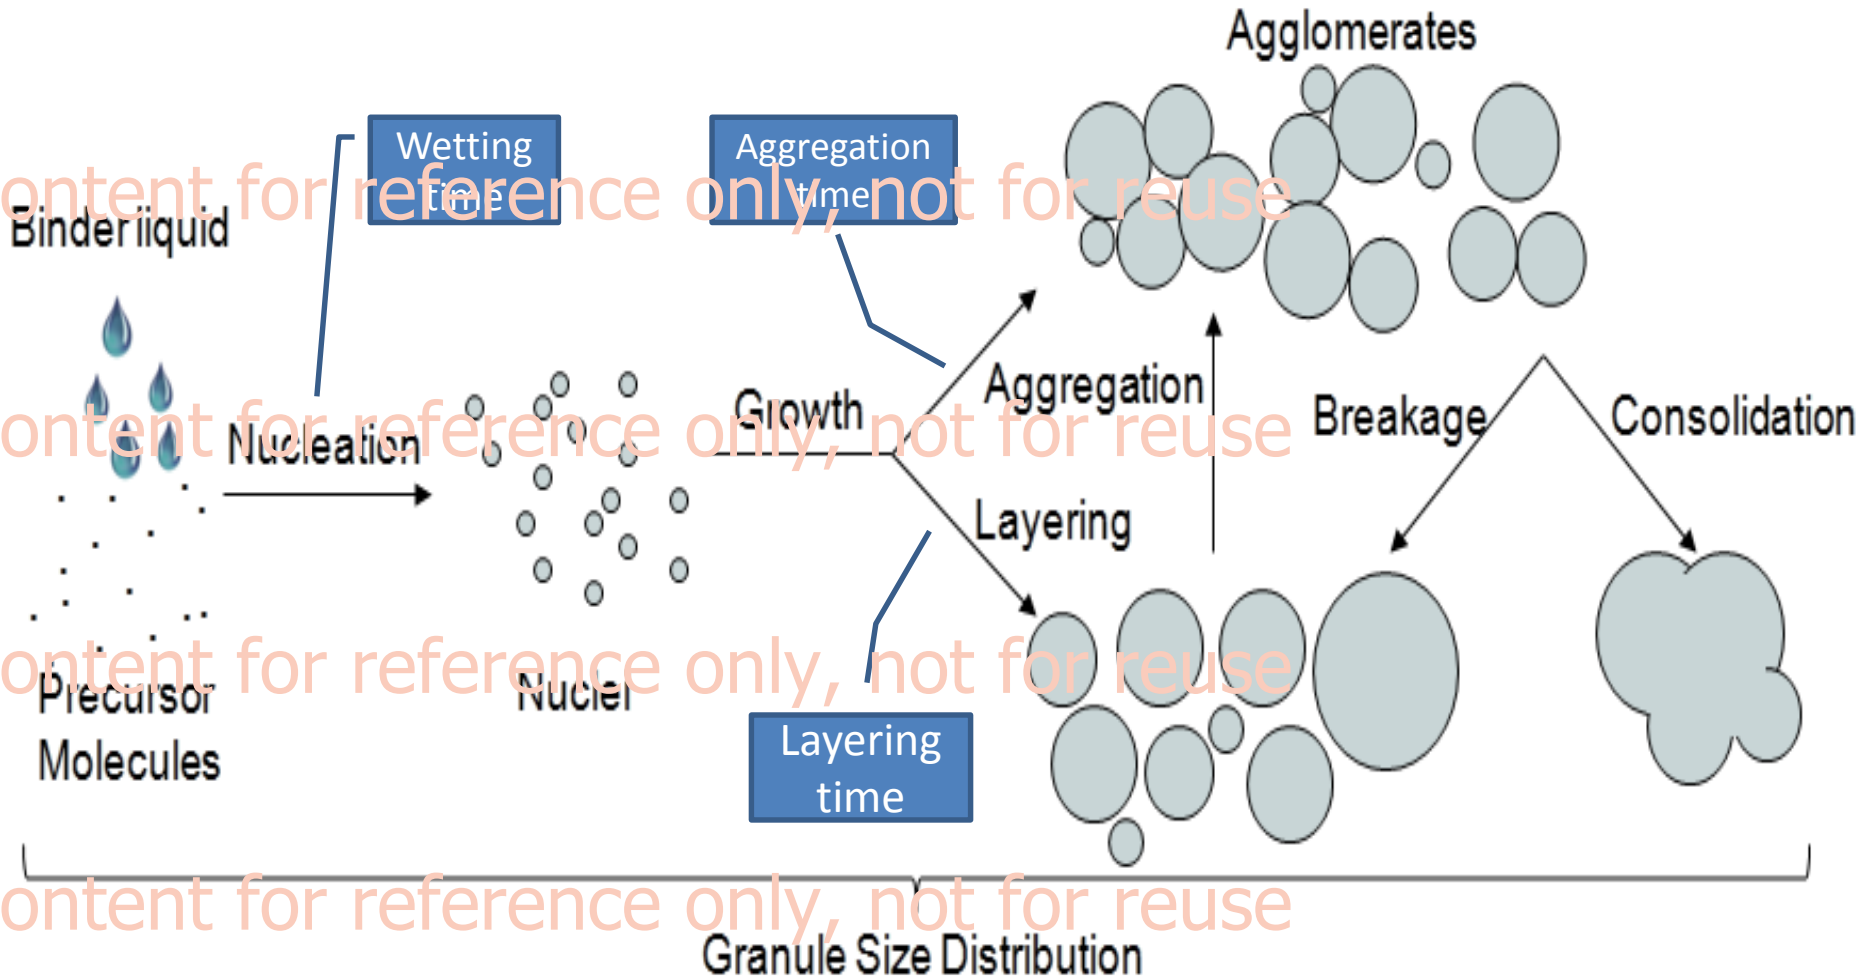 Agglomerates
Wetting
time
Aggregation
time
ontent for reference only, not for reuse
Binder liquid
Aggregation
Growth
Breakage
Consolidation
ontent for reference only, not for reuse
Nucleation
Layering
ontent for reference only, not for reuse
Precursor
Molecules
Nuclei
Layering
time
ontent for reference only, not for reuse
Granule Size Distribution